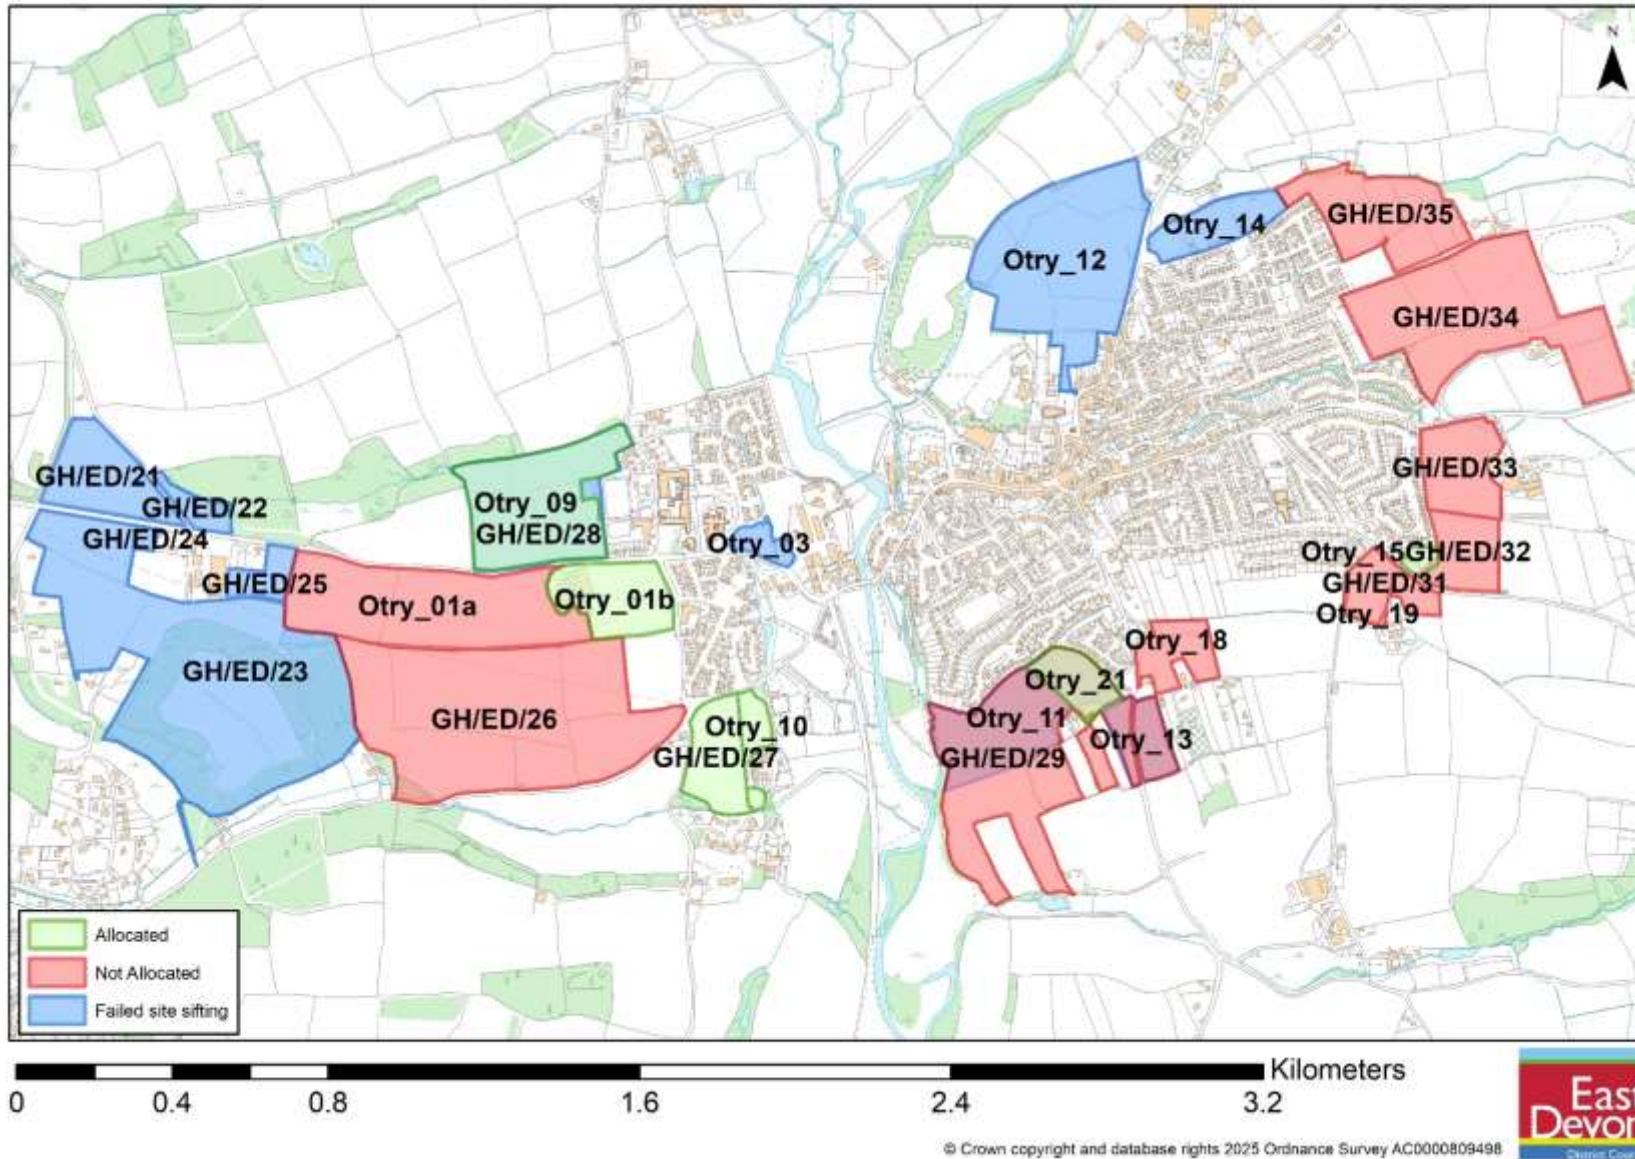 N
GH/ED/35
Otry_14
Otry_12
GH/ED/34
GH/ED/21
GH/ED/22
GH/ED/24
GH/ED/33
Otry_09
GH/ED/28
Otry_03
Otry_15 GH/ED/32
GH/ED/31
Otry_19
GH/ED/25
Otry_01a
Otry_01b
Otry_18
GH/ED/23
Otry_21
GH/ED/26
Otry_10
GH/ED/27
Otry_11
GH/ED/29
Otry_13
Allocated
Not Allocated
Failed site sifting
Kilometers
0 0.4 0.8 1.6 2.4 3.2
East
Devon
© Crown copyright and database rights 2025 Ordnance Survey AC0000809498